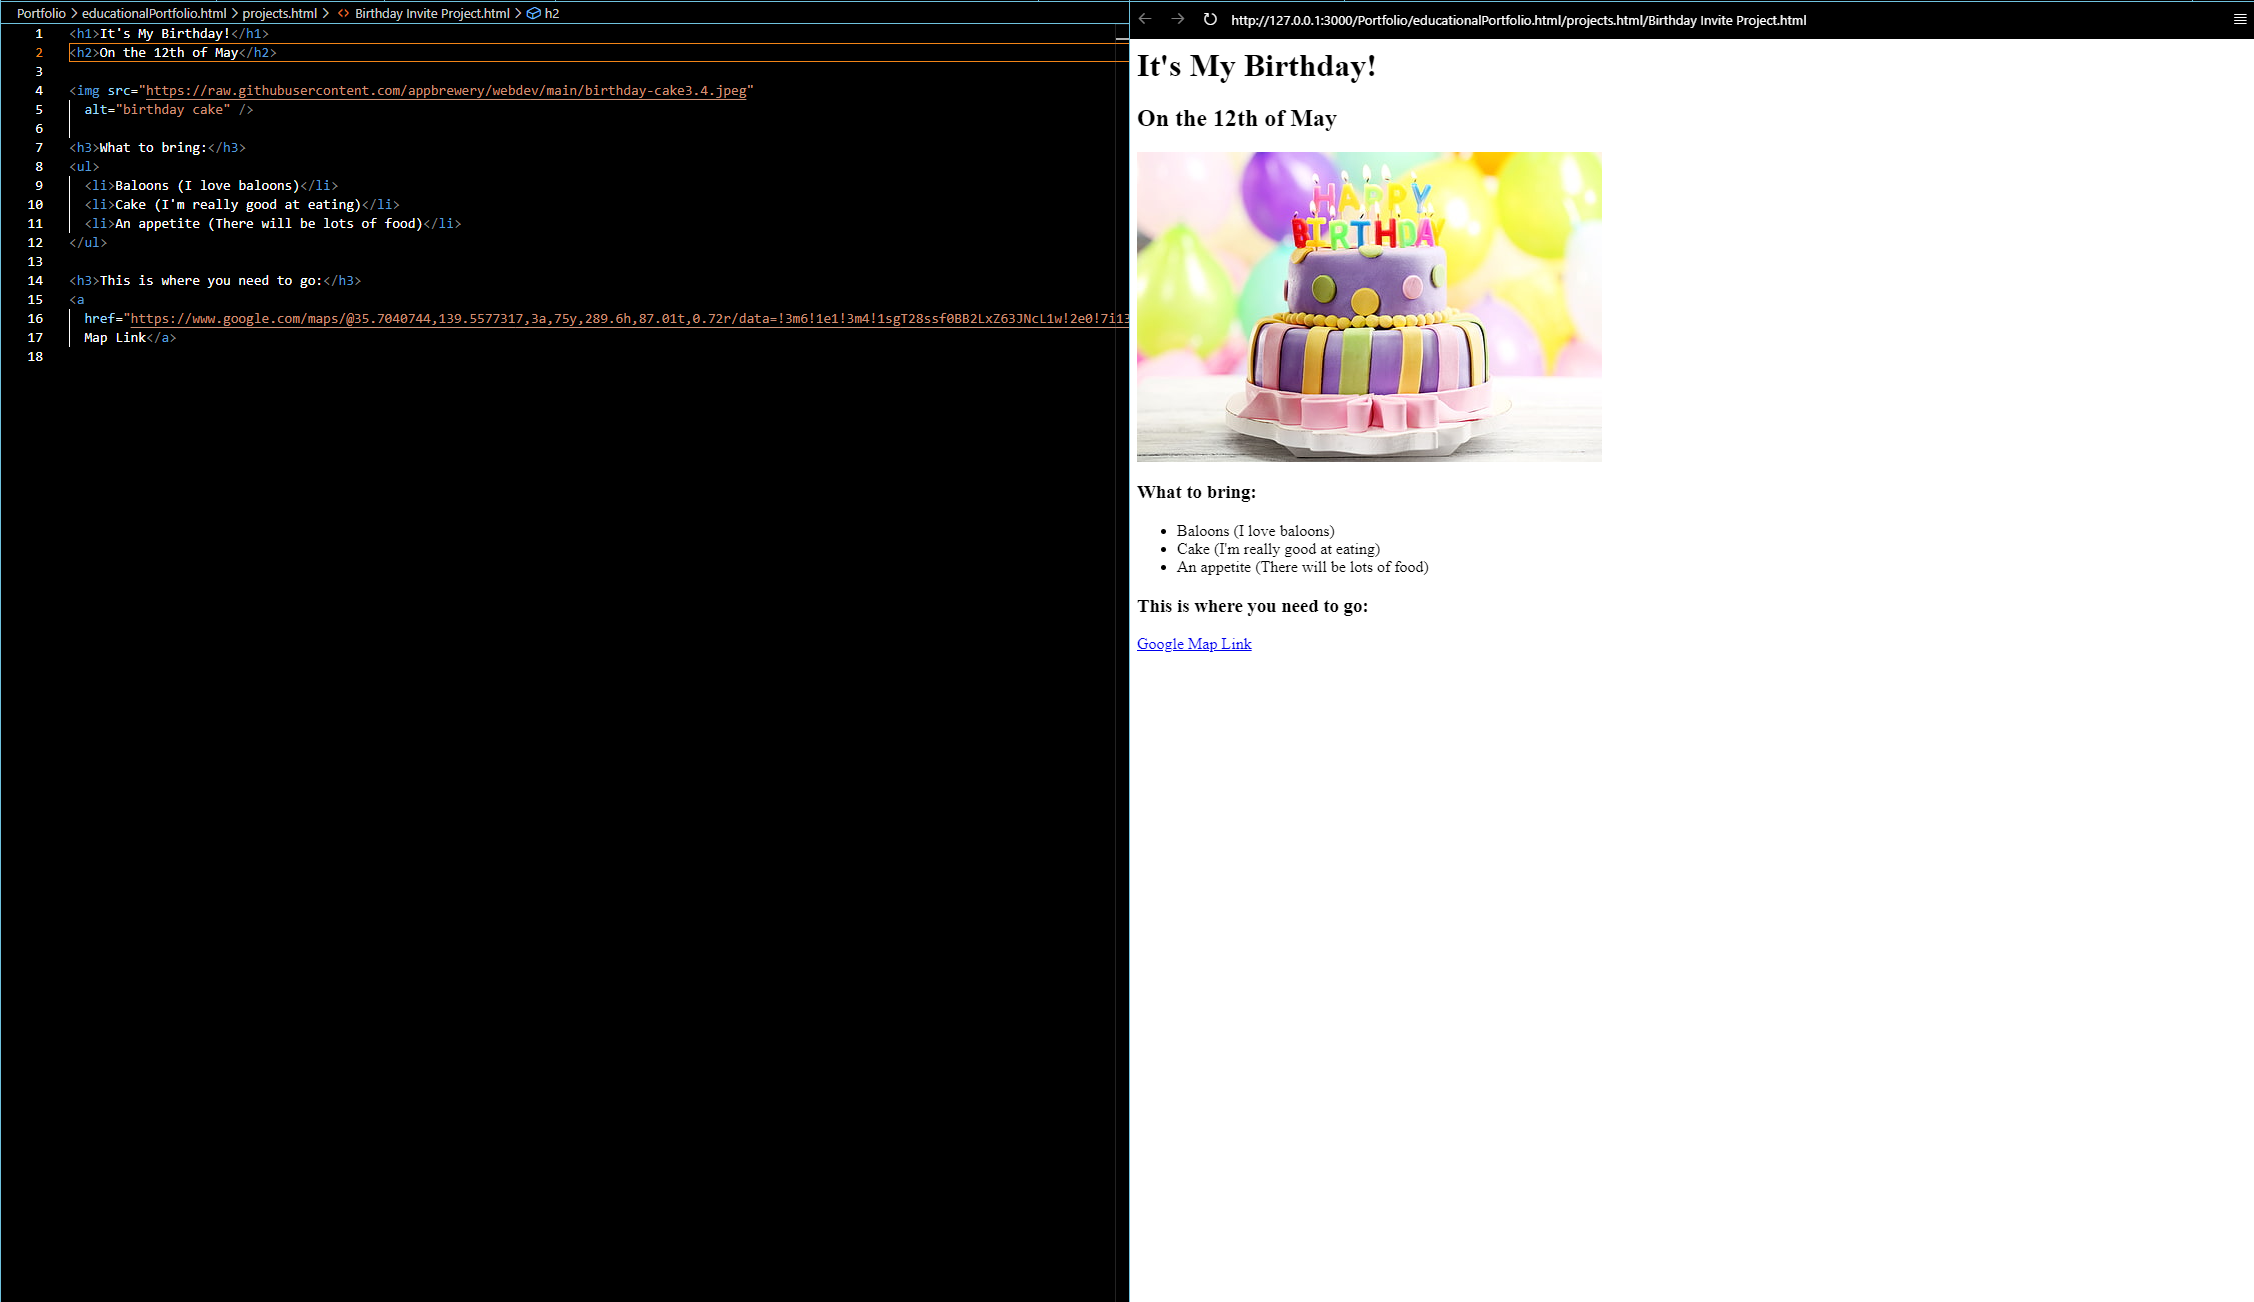 Portfolio > educationalPortfolio.html > projects.html > <> Birthday Invite Project.html > h2
1 <h1>It's My Birthday!</h1>
2 <h2>On the 12th of May</h2>
3
4 <img src="https://raw.githubusercontent.com/appbrewery/webdev/main/birthday-cake3.4.jpeg"
5 alt="birthday cake" />
6
7 <h3>What to bring:</h3>
8 <ul>
9 <li>Baloons (I love baloons)</li>
10 <li>Cake (I'm really good at eating)</li>
11 <li>An appetite (There will be lots of food)</li>
12 </ul>
13
14 <h3>This is where you need to go:</h3>
15 <a
16 href="https://www.google.com/maps/@35.7040744,139.5577317,3a,75y,289.6h,87.01t,0.72r/data=!3m6!1e1!3m4!1sgT28ssf0BB2LxZ63JNcL1w!2e0!7i13
17 Map Link</a>
18
http://127.0.0.1:3000/Portfolio/educationalPortfolio.html/projects.html/Birthday Invite Project.html
It's My Birthday!
On the 12th of May
HAPPY
BIRTHDAY
What to bring:
• Baloons (I love baloons)
• Cake (I'm really good at eating)
• An appetite (There will be lots of food)
This is where you need to go:
Google Map Link